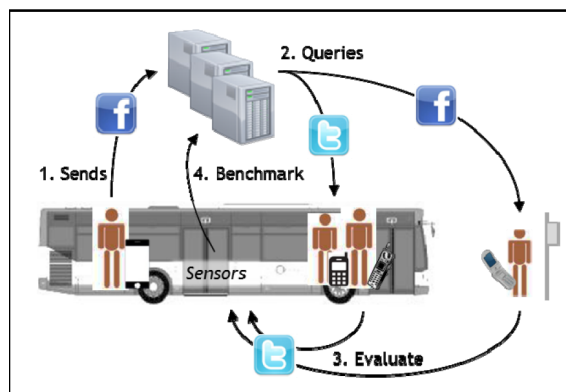 2. Queries
f
f
t
1. Sends
4. Benchmark
Sensors
t
3. Evaluate